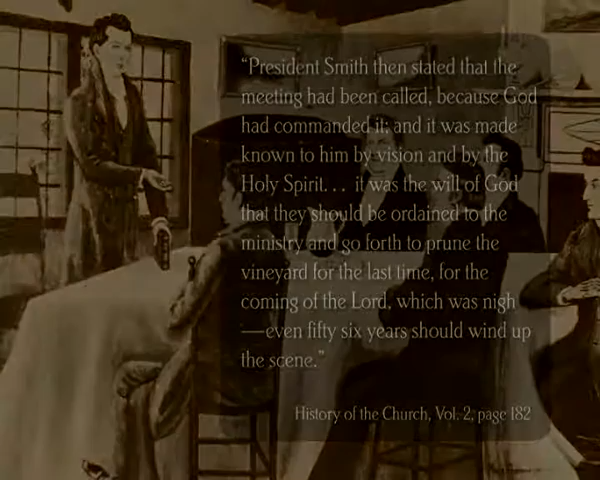 “President Smith then stated that the
meeting had been called, because God
had commanded it; and it was made
known to him by vision and by the
Holy Spirit. . . it was the will of God
that they should be ordained to the
ministry and go forth to prune the
vineyard for the last time, for the
coming of the Lord, which was nigh
—even fifty six years should wind up
the scene.”
History of the Church, Vol. 2, page 182